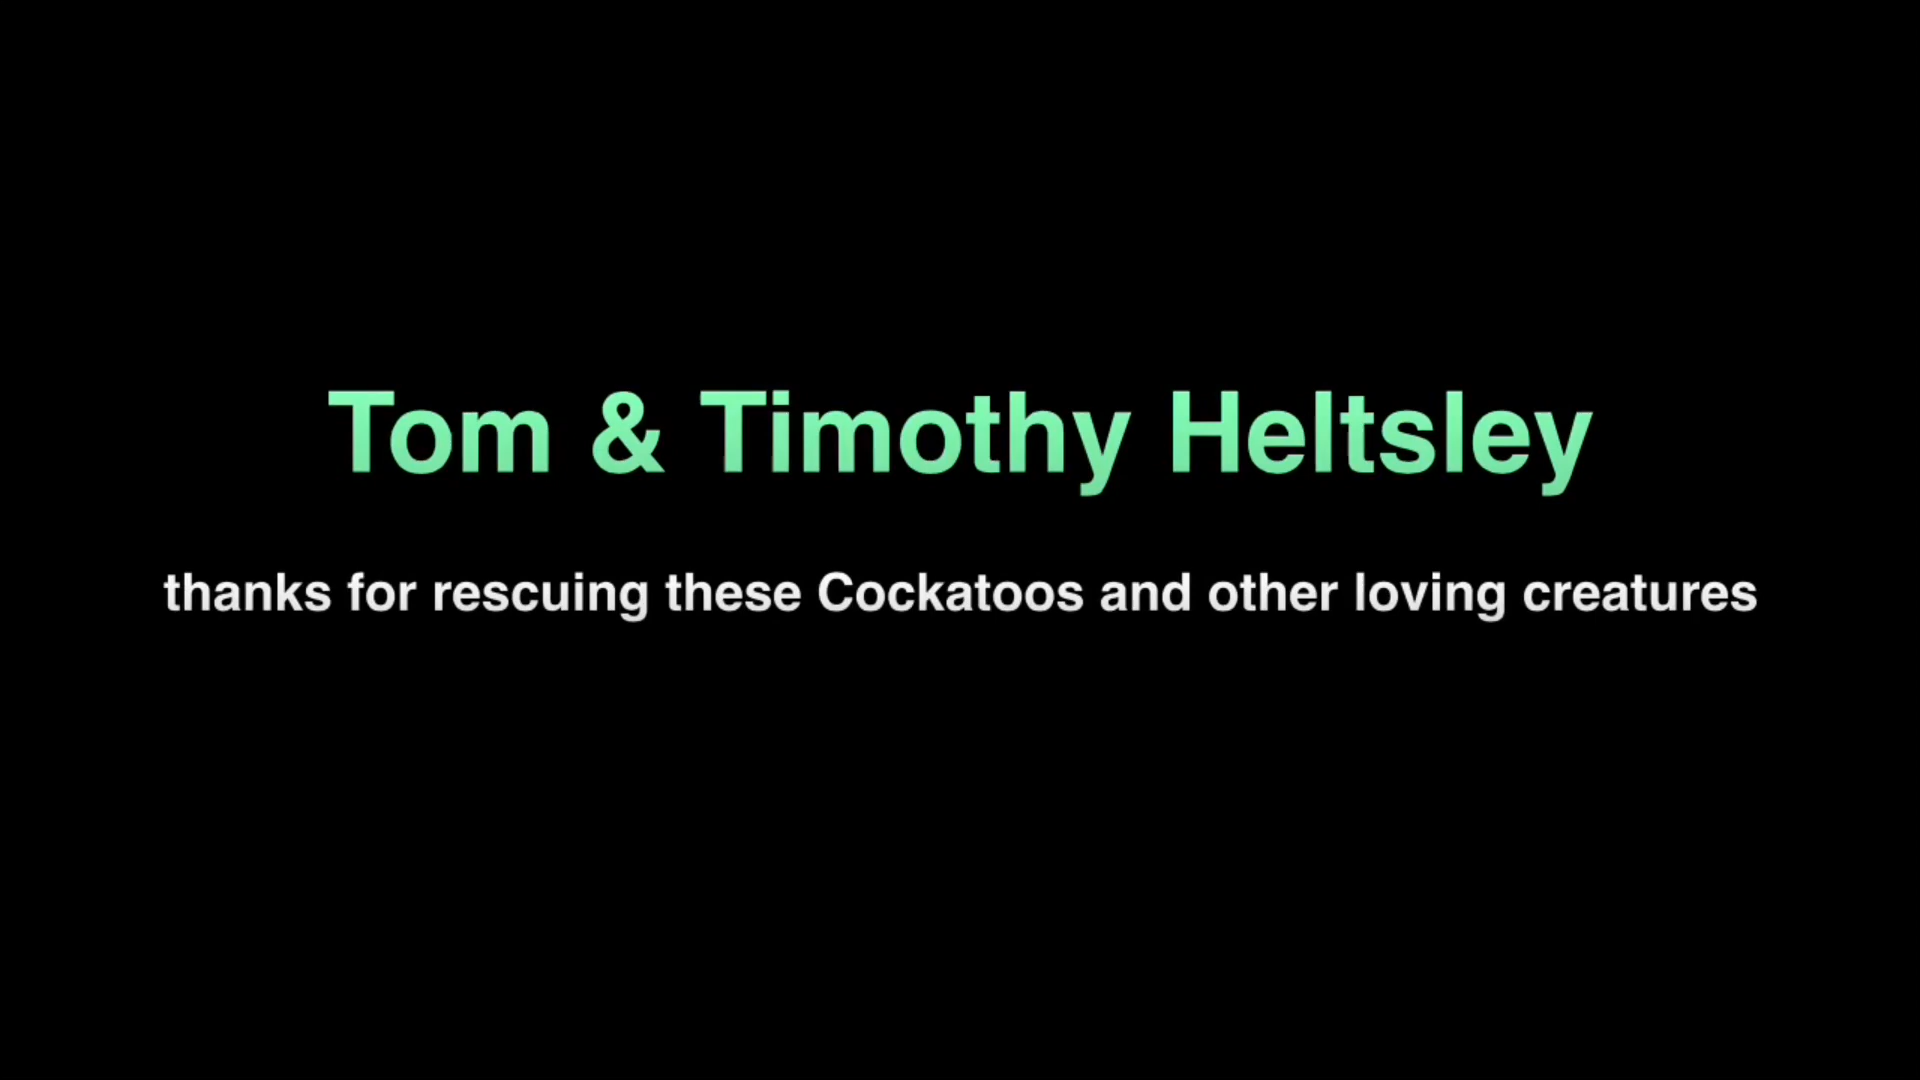 Tom & Timothy Heltsley
thanks for rescuing these Cockatoos and other loving creatures